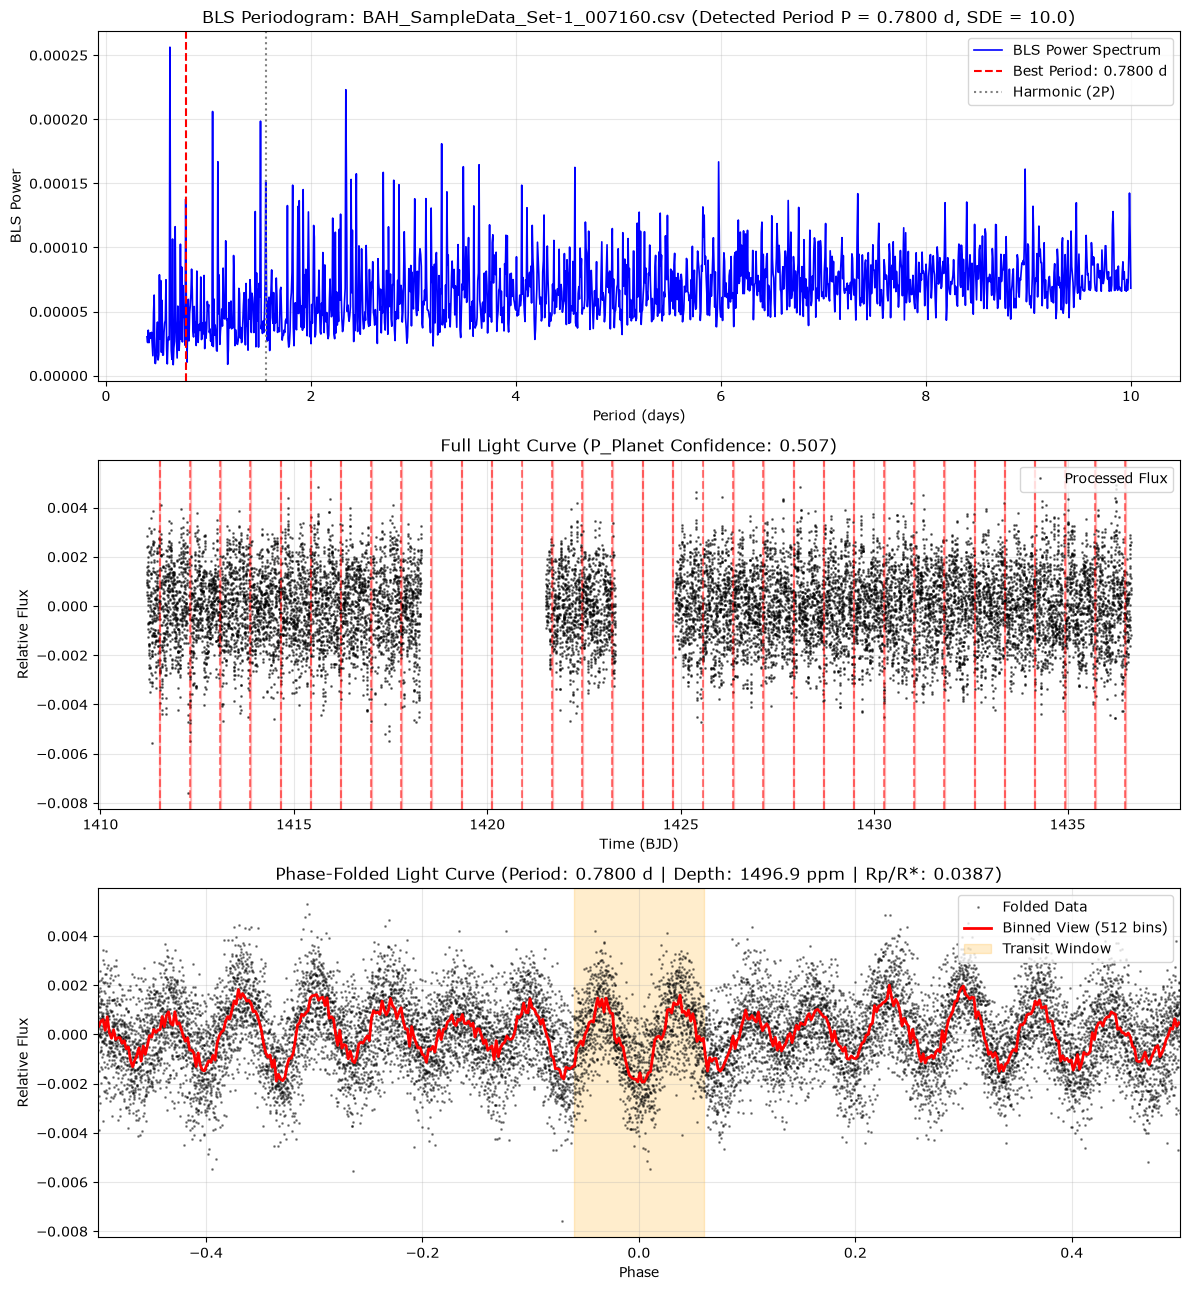 BLS Periodogram: BAH_SampleData_Set-1_007160.csv (Detected Period P = 0.7800 d, SDE = 10.0)
BLS Power
0.00025
0.00020
0.00015
0.00010
0.00005
0.00000
BLS Power Spectrum
Best Period: 0.7800 d
Harmonic (2P)
0 2 4 6 8 10
Period (days)
Full Light Curve (P_Planet Confidence: 0.507)
Relative Flux
0.004
0.002
0.000
−0.002
−0.004
−0.006
−0.008
Processed Flux
1410 1415 1420 1425 1430 1435
Time (BJD)
Phase-Folded Light Curve (Period: 0.7800 d | Depth: 1496.9 ppm | Rp/R*: 0.0387)
Relative Flux
0.004
0.002
0.000
−0.002
−0.004
−0.006
−0.008
Folded Data
Binned View (512 bins)
Transit Window
−0.4 −0.2 0.0 0.2 0.4
Phase